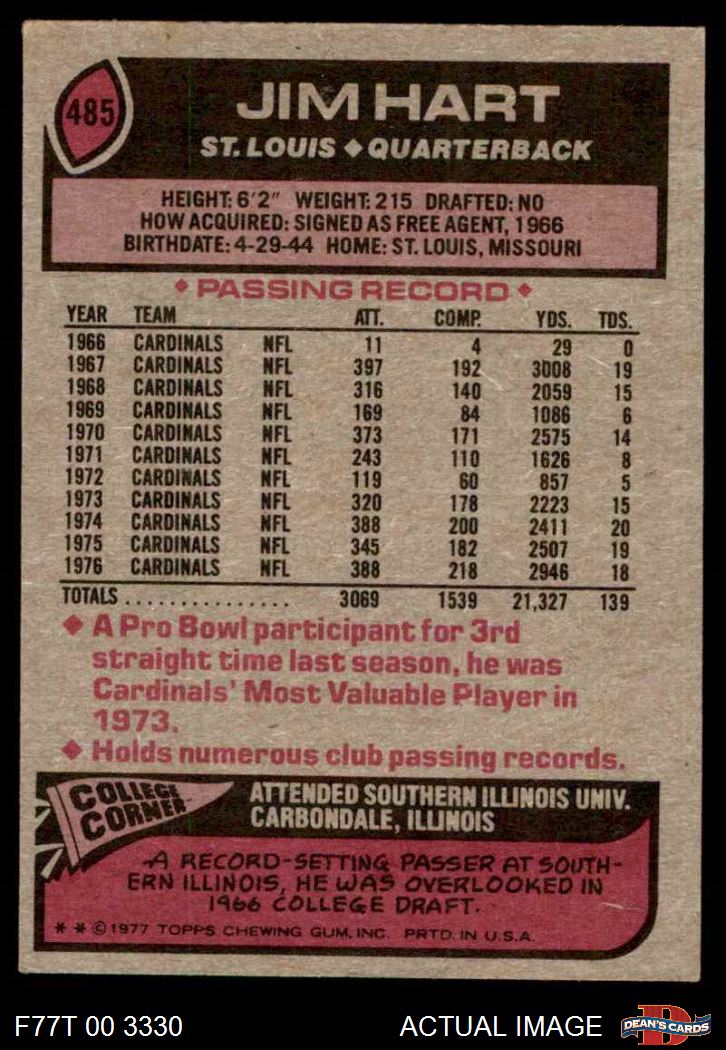 485
JIM HART
ST. LOUIS ◆ QUARTERBACK
HEIGHT: 6'2" WEIGHT: 215 DRAFTED: NO
HOW ACQUIRED: SIGNED AS FREE AGENT, 1966
BIRTHDATE: 4-29-44 HOME: ST. LOUIS, MISSOURI
◆ PASSING RECORD ◆
YEAR TEAM ATT. COMP. YDS. TDS.
1966 CARDINALS NFL 11 4 29 0
1967 CARDINALS NFL 397 192 3008 19
1968 CARDINALS NFL 316 140 2059 15
1969 CARDINALS NFL 169 84 1086 6
1970 CARDINALS NFL 373 171 2575 14
1971 CARDINALS NFL 243 110 1626 8
1972 CARDINALS NFL 119 60 857 5
1973 CARDINALS NFL 320 178 2223 15
1974 CARDINALS NFL 388 200 2411 20
1975 CARDINALS NFL 345 182 2507 19
1976 CARDINALS NFL 388 218 2946 18
TOTALS ............... 3069 1539 21,327 139
◆ A Pro Bowl participant for 3rd
straight time last season, he was
Cardinals' Most Valuable Player in
1973.
◆ Holds numerous club passing records.
COLLEGE
CORNER
ATTENDED SOUTHERN ILLINOIS UNIV.
CARBONDALE, ILLINOIS
A RECORD-SETTING PASSER AT SOUTH-
ERN ILLINOIS, HE WAS OVERLOOKED IN
1966 COLLEGE DRAFT.
* * © 1977 TOPPS CHEWING GUM, INC. PRTD. IN U.S.A.
F77T 00 3330
ACTUAL IMAGE
D
DEAN'S CARDS